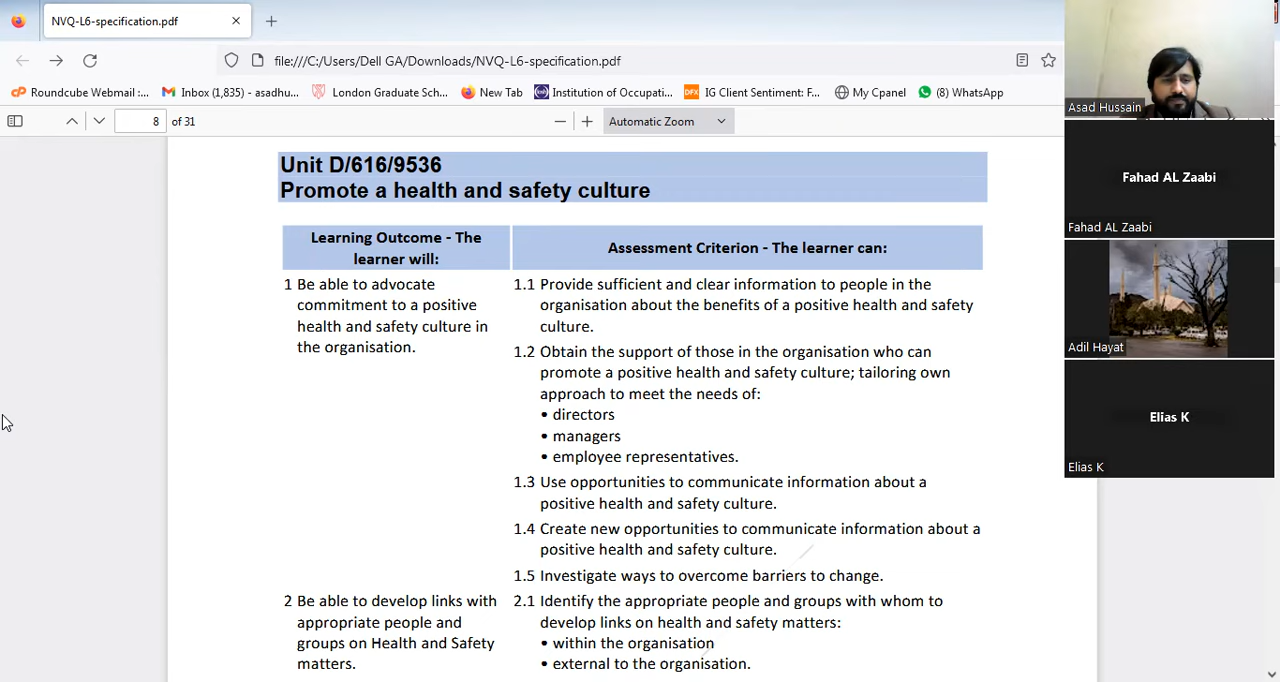 NVQ-L6-specification.pdf
file:///C:/Users/Dell GA/Downloads/NVQ-L6-specification.pdf
Roundcube Webmail :...
Inbox (1,835) - asadhu...
London Graduate Sch...
New Tab
Institution of Occupati...
IG Client Sentiment: F...
My Cpanel
(8) WhatsApp
8 of 31
Automatic Zoom
Unit D/616/9536
Promote a health and safety culture
Learning Outcome - The
learner will:
Assessment Criterion - The learner can:
1 Be able to advocate
commitment to a positive
health and safety culture in
the organisation.
1.1 Provide sufficient and clear information to people in the
organisation about the benefits of a positive health and safety
culture.
1.2 Obtain the support of those in the organisation who can
promote a positive health and safety culture; tailoring own
approach to meet the needs of:
• directors
• managers
• employee representatives.
1.3 Use opportunities to communicate information about a
positive health and safety culture.
1.4 Create new opportunities to communicate information about a
positive health and safety culture.
1.5 Investigate ways to overcome barriers to change.
2 Be able to develop links with
appropriate people and
groups on Health and Safety
matters.
2.1 Identify the appropriate people and groups with whom to
develop links on health and safety matters:
• within the organisation
• external to the organisation.
Asad Hussain
Fahad AL Zaabi
Fahad AL Zaabi
Adil Hayat
Elias K
Elias K